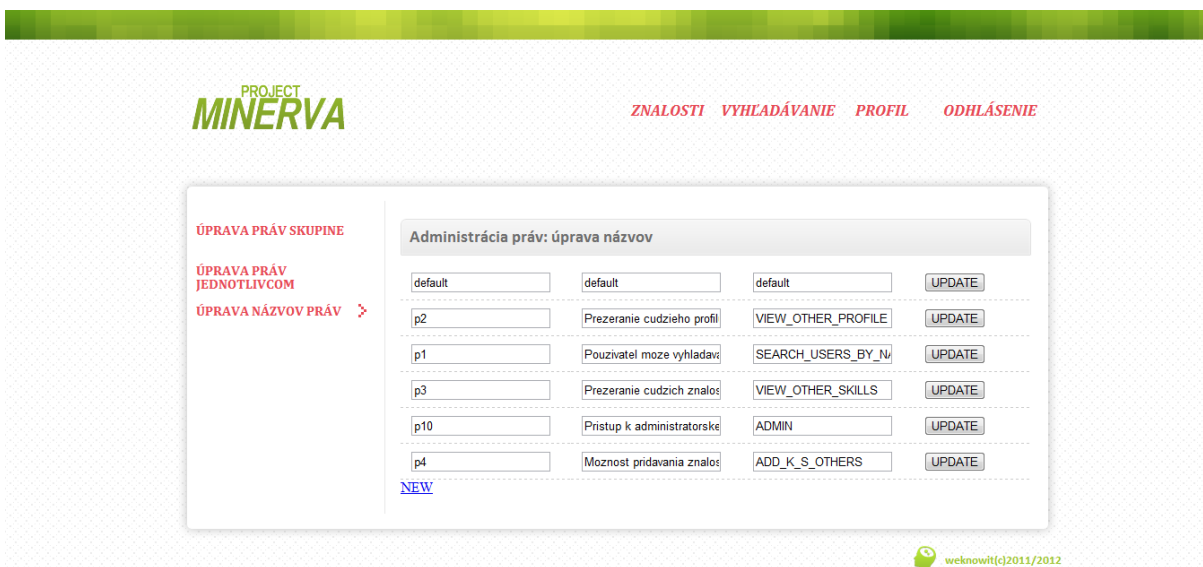 PROJECT
MINERVA
ZNALOSTI VYHĽADÁVANIE PROFIL ODHLÁSENIE
ÚPRAVA PRÁV SKUPINE
ÚPRAVA PRÁV
JEDNOTLIVCOM
ÚPRAVA NÁZVOV PRÁV
Administrácia práv: úprava názvov
default default default UPDATE
p2 Prezeranie cudzieho profil VIEW_OTHER_PROFILE UPDATE
p1 Pouzivatel moze vyhladava SEARCH_USERS_BY_NA UPDATE
p3 Prezeranie cudzich znalos VIEW_OTHER_SKILLS UPDATE
p10 Pristup k administratorske ADMIN UPDATE
p4 Moznost pridavania znalos ADD_K_S_OTHERS UPDATE
NEW
weknowit(c)2011/2012